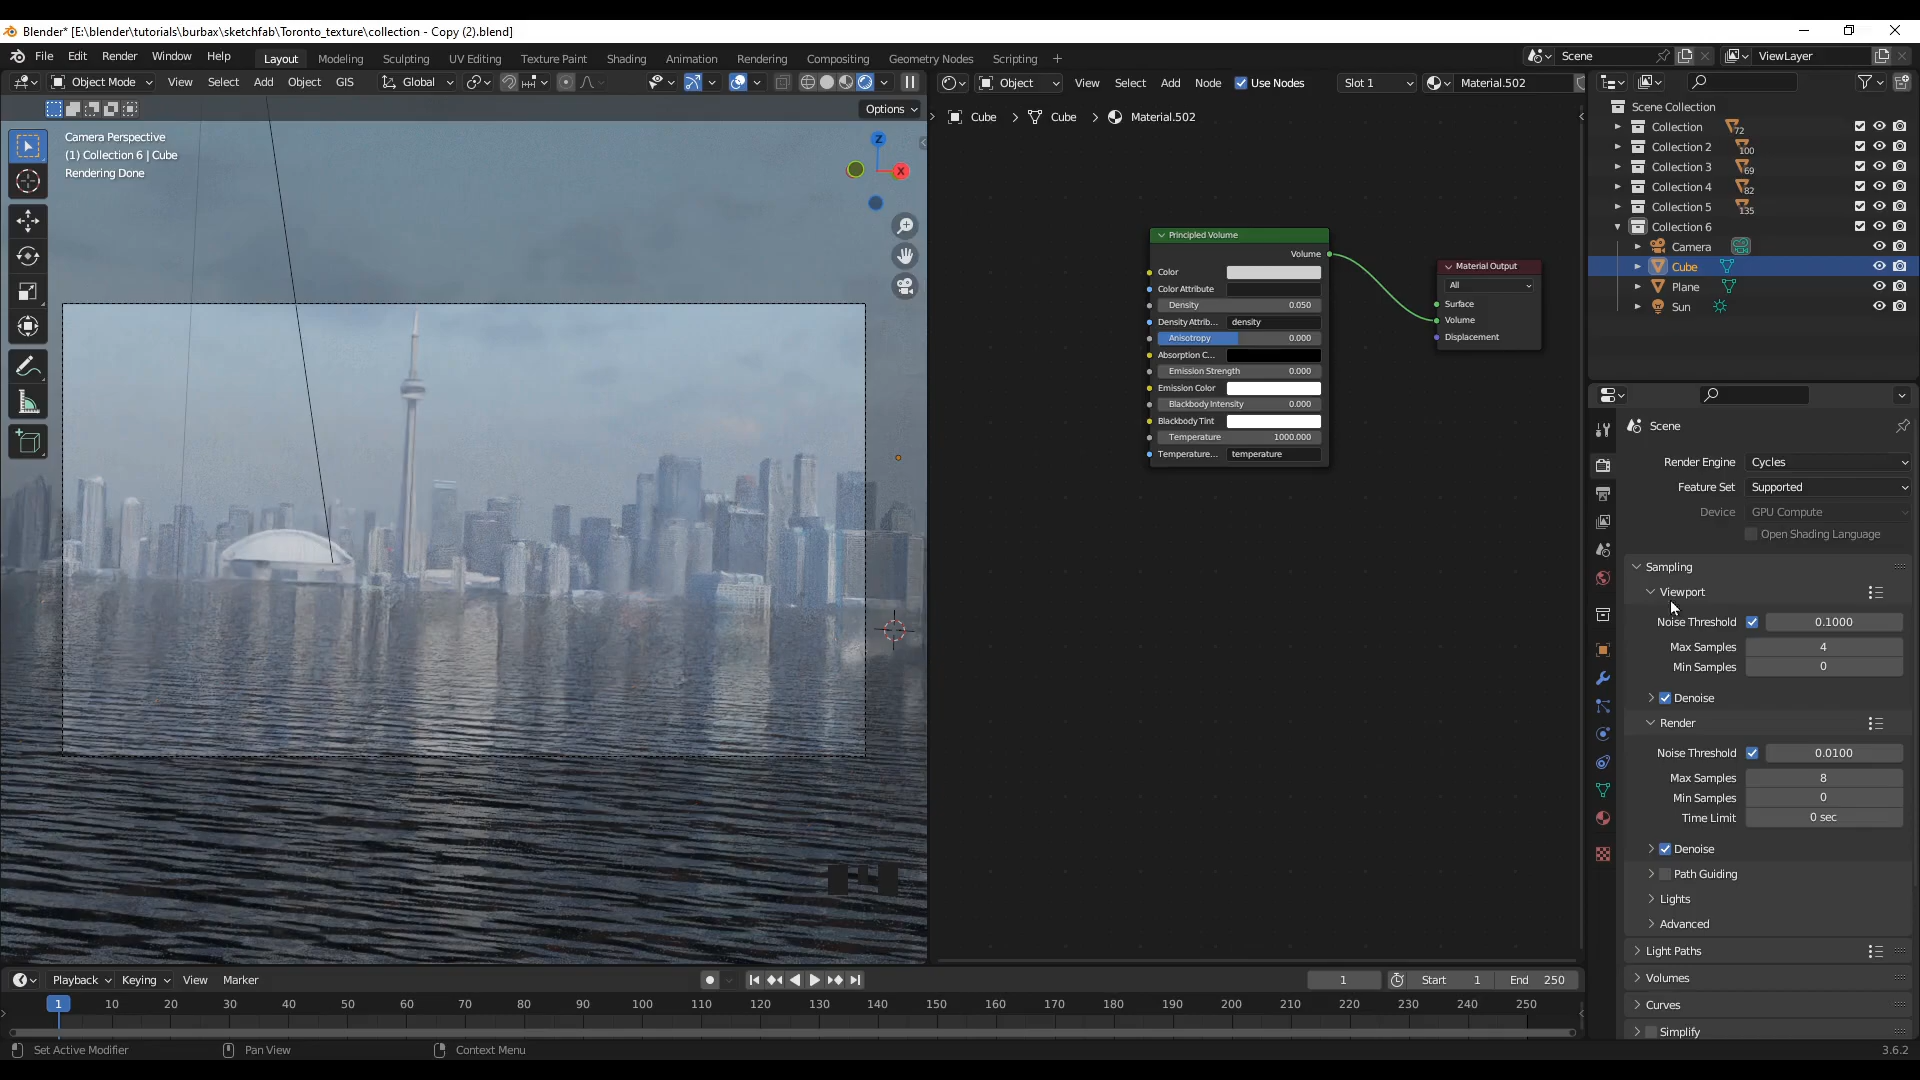 Blender* [E:\blender\tutorials\burbax\sketchfab\Toronto_texture\collection - Copy (2).blend]
File Edit Render Window Help Layout Modeling Sculpting UV Editing Texture Paint Shading Animation Rendering Compositing Geometry Nodes Scripting + Scene ViewLayer
Object Mode View Select Add Object GIS Global Object View Select Add Node Use Nodes Slot 1 Material.502
Options
Cube > Cube > Material.502
Camera Perspective
(1) Collection 6 | Cube
Rendering Done
Z
X
Principled Volume
Volume
Color
Color Attribute
Density 0.050
Density Attrib... density
Anisotropy 0.000
Absorption C...
Emission Strength 0.000
Emission Color
Blackbody Intensity 0.000
Blackbody Tint
Temperature 1000.000
Temperature... temperature
Material Output
All
Surface
Volume
Displacement
Scene Collection
Collection 72
Collection 2 100
Collection 3 69
Collection 4 82
Collection 5 135
Collection 6
Camera
Cube
Plane
Sun
Scene
Render Engine Cycles
Feature Set Supported
Device GPU Compute
Open Shading Language
Sampling
Viewport
Noise Threshold 0.1000
Max Samples 4
Min Samples 0
Denoise
Render
Noise Threshold 0.0100
Max Samples 8
Min Samples 0
Time Limit 0 sec
Denoise
Path Guiding
Lights
Advanced
Light Paths
Volumes
Curves
Simplify
Playback Keying View Marker 1 Start 1 End 250
1 10 20 30 40 50 60 70 80 90 100 110 120 130 140 150 160 170 180 190 200 210 220 230 240 250
Set Active Modifier Pan View Context Menu 3.6.2